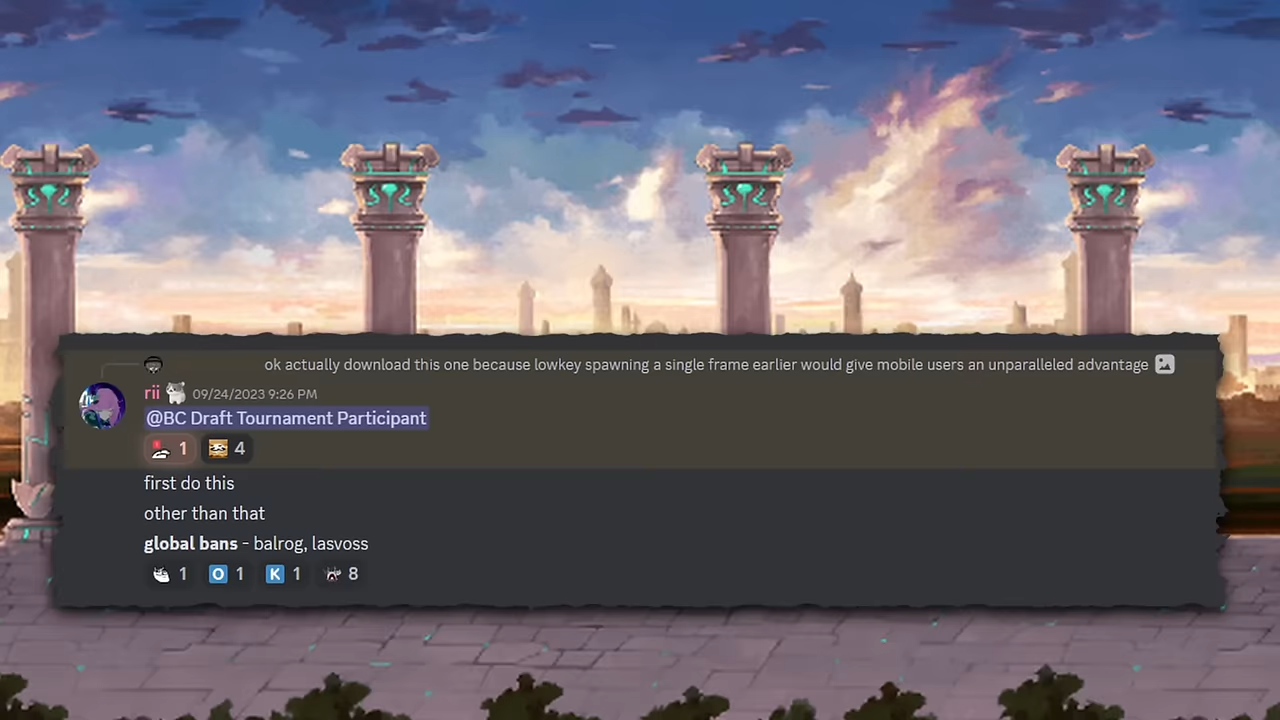 ok actually download this one because lowkey spawning a single frame earlier would give mobile users an unparalleled advantage
rii 09/24/2023 9:26 PM
@BC Draft Tournament Participant
1 4
first do this
other than that
global bans - balrog, lasvoss
1 O 1 K 1 8